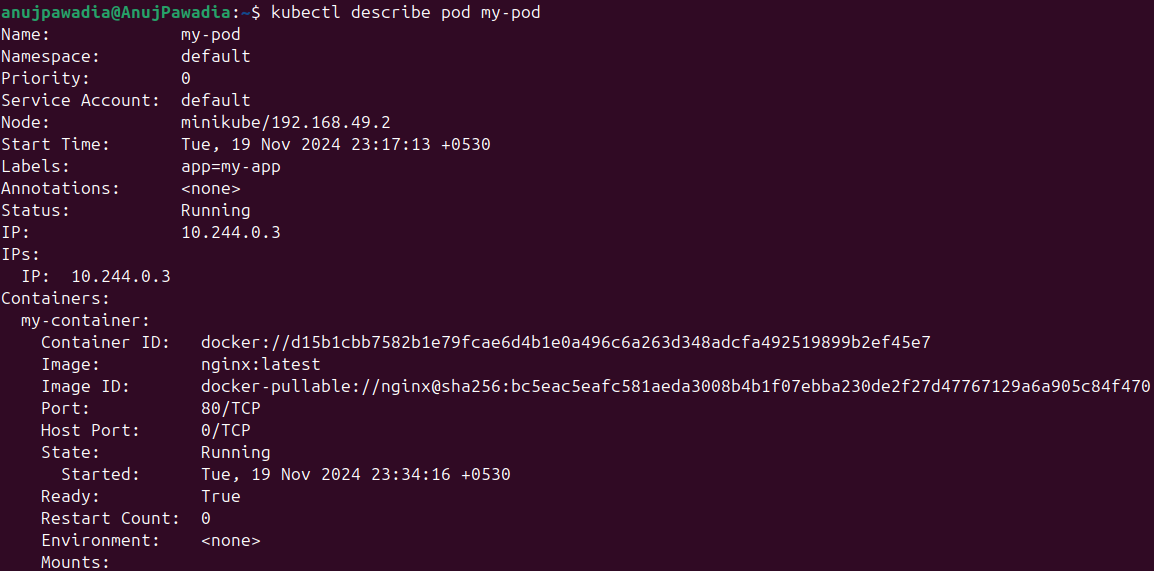 anujpawadia@AnujPawadia:~$ kubectl describe pod my-pod
Name:             my-pod
Namespace:        default
Priority:         0
Service Account:  default
Node:             minikube/192.168.49.2
Start Time:       Tue, 19 Nov 2024 23:17:13 +0530
Labels:           app=my-app
Annotations:      <none>
Status:           Running
IP:               10.244.0.3
IPs:
  IP:  10.244.0.3
Containers:
  my-container:
    Container ID:   docker://d15b1cbb7582b1e79fcae6d4b1e0a496c6a263d348adcfa492519899b2ef45e7
    Image:          nginx:latest
    Image ID:       docker-pullable://nginx@sha256:bc5eac5eafc581aeda3008b4b1f07ebba230de2f27d47767129a6a905c84f470
    Port:           80/TCP
    Host Port:      0/TCP
    State:          Running
      Started:      Tue, 19 Nov 2024 23:34:16 +0530
    Ready:          True
    Restart Count:  0
    Environment:    <none>
    Mounts: